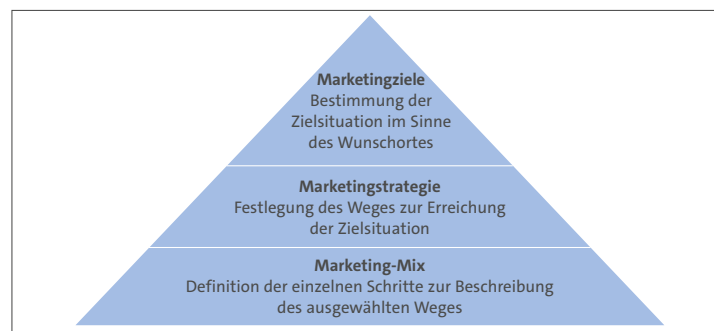 Marketingziele
Bestimmung der
Zielsituation im Sinne
des Wunschortes
Marketingstrategie
Festlegung des Weges zur Erreichung
der Zielsituation
Marketing-Mix
Definition der einzelnen Schritte zur Beschreibung
des ausgewählten Weges